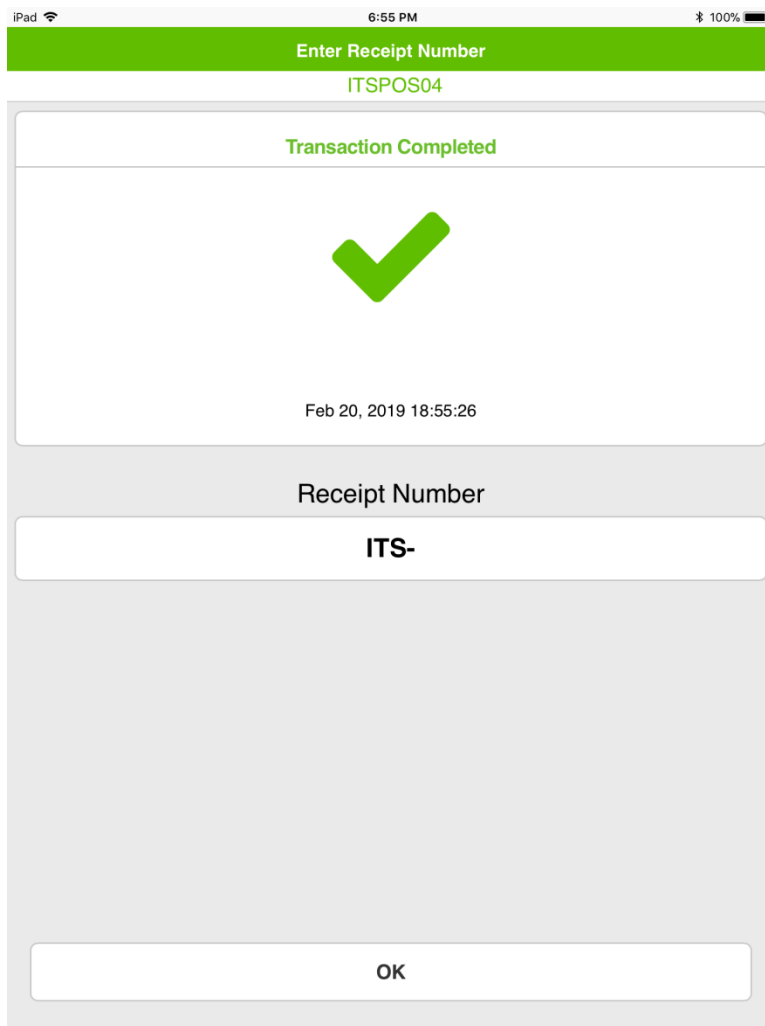 iPad 6:55 PM 100%
Enter Receipt Number
ITSPOS04
Transaction Completed
Feb 20, 2019 18:55:26
Receipt Number
ITS-
OK